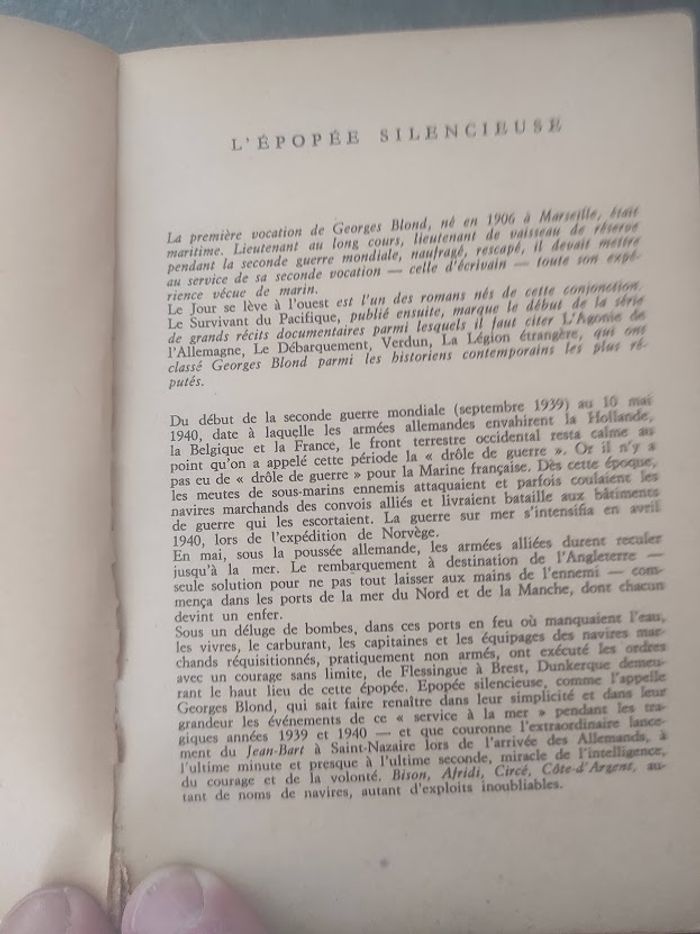 L'ÉPOPÉE SILENCIEUSE
La première vocation de Georges Blond, né en 1906 à Marseille, était
maritime. Lieutenant au long cours, lieutenant de vaisseau de réserve
pendant la seconde guerre mondiale, naufragé, rescapé, il devait mettre
au service de sa seconde vocation — celle d'écrivain — toute son expé-
rience vécue de marin.
Le Jour se lève à l'ouest est l'un des romans nés de cette conjonction.
Le Survivant du Pacifique, publié ensuite, marque le début de la série
de grands récits documentaires parmi lesquels il faut citer L'Agonie de
l'Allemagne, Le Débarquement, Verdun, La Légion étrangère, qui ont
classé Georges Blond parmi les historiens contemporains les plus ré-
putés.
Du début de la seconde guerre mondiale (septembre 1939) au 10 mai
1940, date à laquelle les armées allemandes envahirent la Hollande,
la Belgique et la France, le front terrestre occidental resta calme au
point qu'on a appelé cette période la « drôle de guerre ». Or il n'y a
pas eu de « drôle de guerre » pour la Marine française. Dès cette époque,
les meutes de sous-marins ennemis attaquaient et parfois coulaient les
navires marchands des convois alliés et livraient bataille aux bâtiments
de guerre qui les escortaient. La guerre sur mer s'intensifia en avril
1940, lors de l'expédition de Norvège.
En mai, sous la poussée allemande, les armées alliées durent reculer
jusqu'à la mer. Le rembarquement à destination de l'Angleterre —
seule solution pour ne pas tout laisser aux mains de l'ennemi — com-
mença dans les ports de la mer du Nord et de la Manche, dont chacun
devint un enfer.
Sous un déluge de bombes, dans ces ports en feu où manquaient l'eau,
les vivres, le carburant, les capitaines et les équipages des navires mar-
chands réquisitionnés, pratiquement non armés, ont exécuté les ordres
avec un courage sans limite, de Flessingue à Brest, Dunkerque demeu-
rant le haut lieu de cette épopée. Epopée silencieuse, comme l'appelle
Georges Blond, qui sait faire renaître dans leur simplicité et dans leur
grandeur les événements de ce « service à la mer » pendant les tra-
giques années 1939 et 1940 — et que couronne l'extraordinaire lance-
ment du Jean-Bart à Saint-Nazaire lors de l'arrivée des Allemands, à
l'ultime minute et presque à l'ultime seconde, miracle de l'intelligence,
du courage et de la volonté. Bison, Afridi, Circé, Côte-d'Argent, au-
tant de noms de navires, autant d'exploits inoubliables.